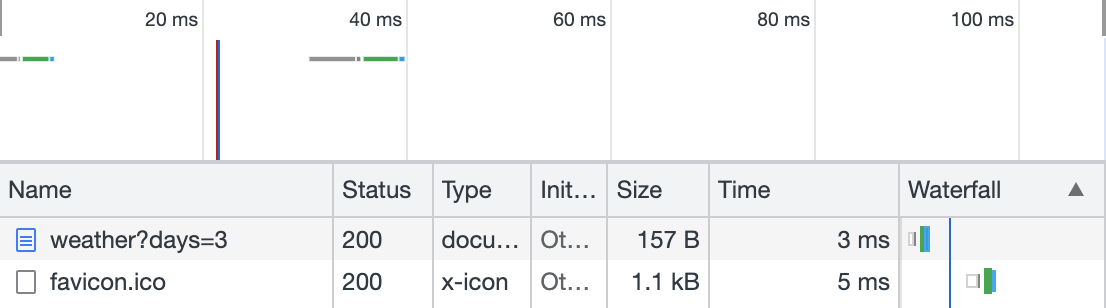 20 ms 40 ms 60 ms 80 ms 100 ms
Name Status Type Init... Size Time Waterfall ▲
weather?days=3 200 docu... Ot... 157 B 3 ms
favicon.ico 200 x-icon Ot... 1.1 kB 5 ms